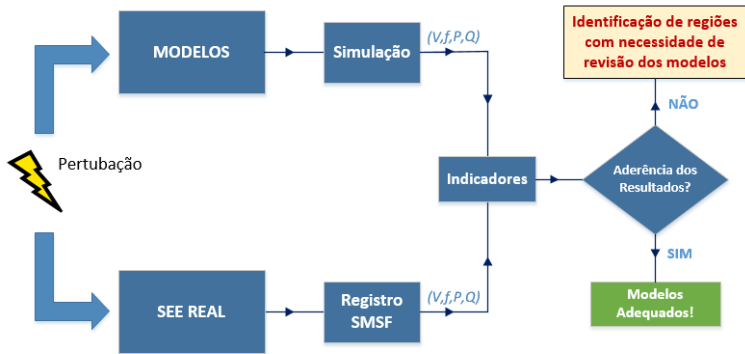 MODELOS
Simulação
(V,f,P,Q)
Identificação de regiões
com necessidade de
revisão dos modelos
NÃO
Pertubação
Indicadores
Aderência dos
Resultados?
SIM
SEE REAL
Registro
SMSF
(V,f,P,Q)
Modelos
Adequados!